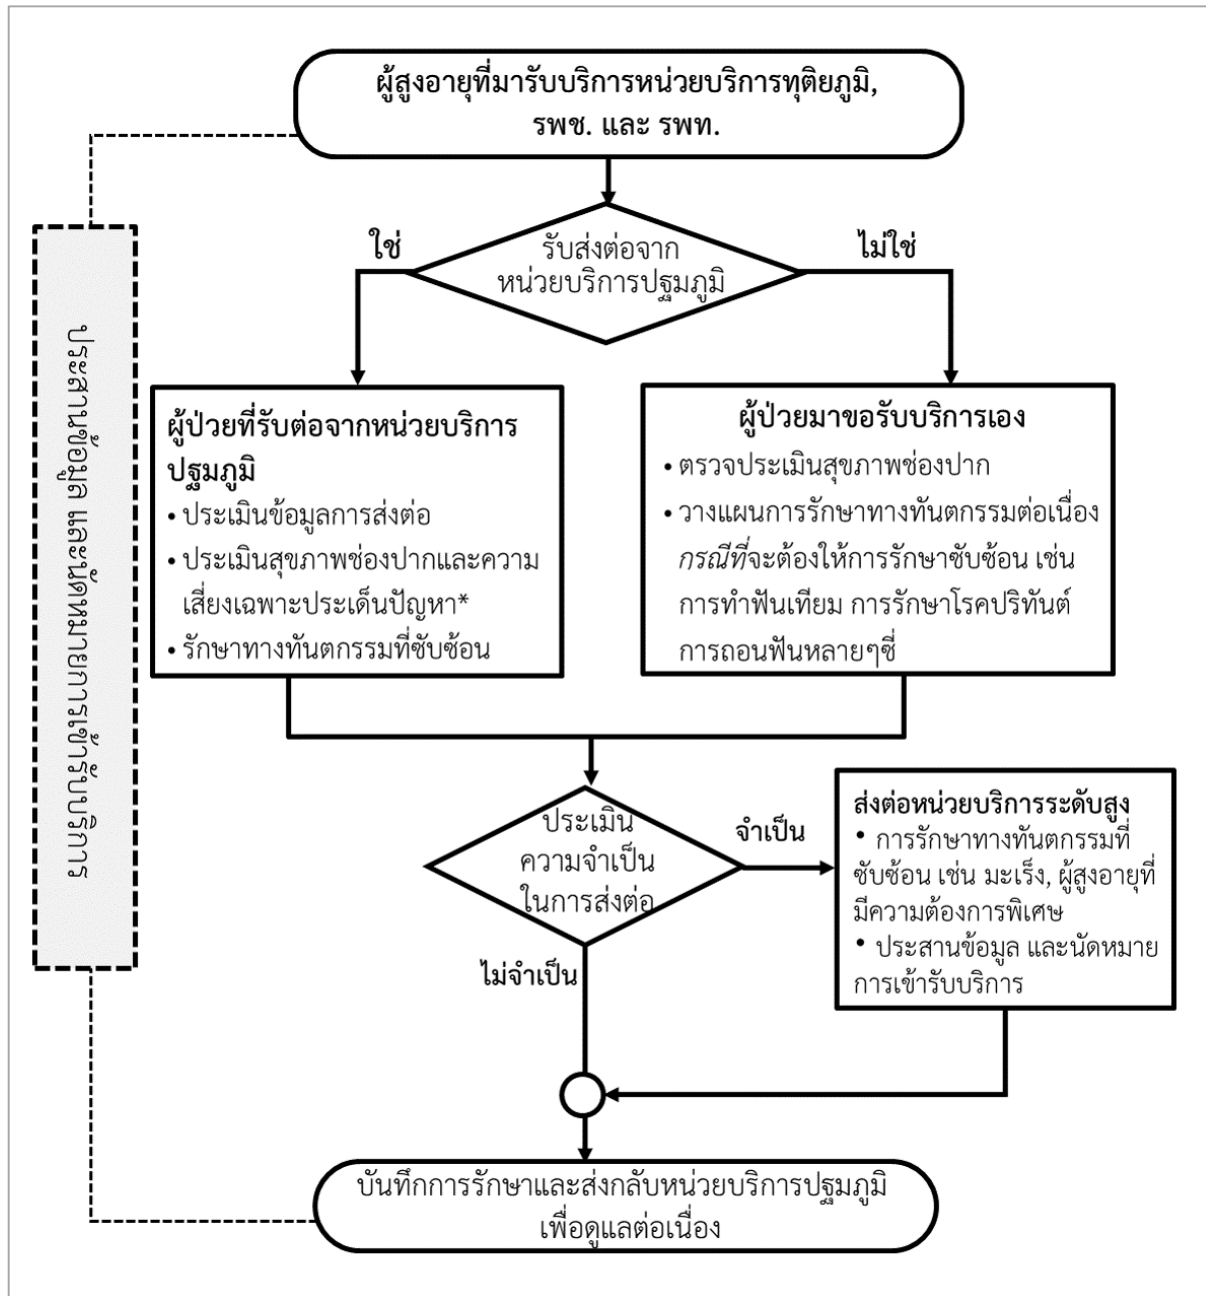 ผู้สูงอายุที่มารับบริการหน่วยบริการทุติยภูมิ,
รพช. และ รพท.
รับส่งต่อจาก
หน่วยบริการปฐมภูมิ
ใช่
ไม่ใช่
ประสานข้อมูล และนัดหมายการเข้ารับบริการ
ผู้ป่วยที่รับต่อจากหน่วยบริการ
ปฐมภูมิ
• ประเมินข้อมูลการส่งต่อ
• ประเมินสุขภาพช่องปากและความ
เสี่ยงเฉพาะประเด็นปัญหา*
• รักษาทางทันตกรรมที่ซับซ้อน
ผู้ป่วยมาขอรับบริการเอง
• ตรวจประเมินสุขภาพช่องปาก
• วางแผนการรักษาทางทันตกรรมต่อเนื่อง
กรณีที่จะต้องให้การรักษาซับซ้อน เช่น
การทำฟันเทียม การรักษาโรคปริทันต์
การถอนฟันหลายๆซี่
ประเมิน
ความจำเป็น
ในการส่งต่อ
จำเป็น
ไม่จำเป็น
ส่งต่อหน่วยบริการระดับสูง
• การรักษาทางทันตกรรมที่
ซับซ้อน เช่น มะเร็ง, ผู้สูงอายุที่
มีความต้องการพิเศษ
• ประสานข้อมูล และนัดหมาย
การเข้ารับบริการ
บันทึกการรักษาและส่งกลับหน่วยบริการปฐมภูมิ
เพื่อดูแลต่อเนื่อง